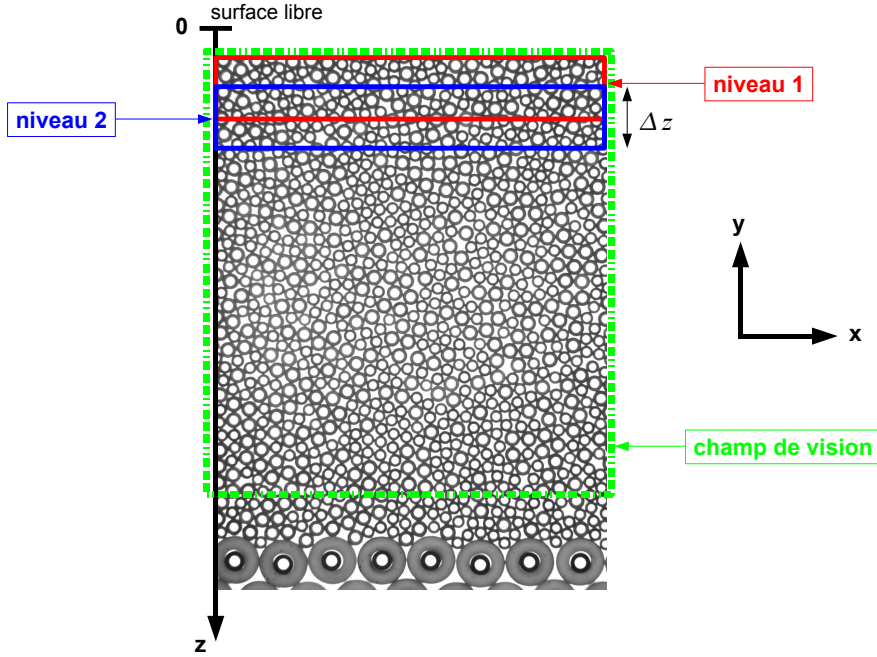 surface libre
0
niveau 1
niveau 2
Δz
y
x
champ de vision
z